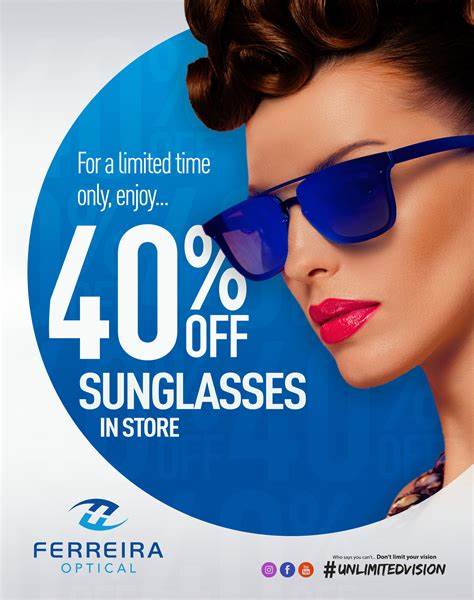 For a limited time
only, enjoy...
40% OFF
SUNGLASSES
IN STORE
FERREIRA
OPTICAL
Who says you can't... Don't limit your vision
#UNLIMITEDVISION